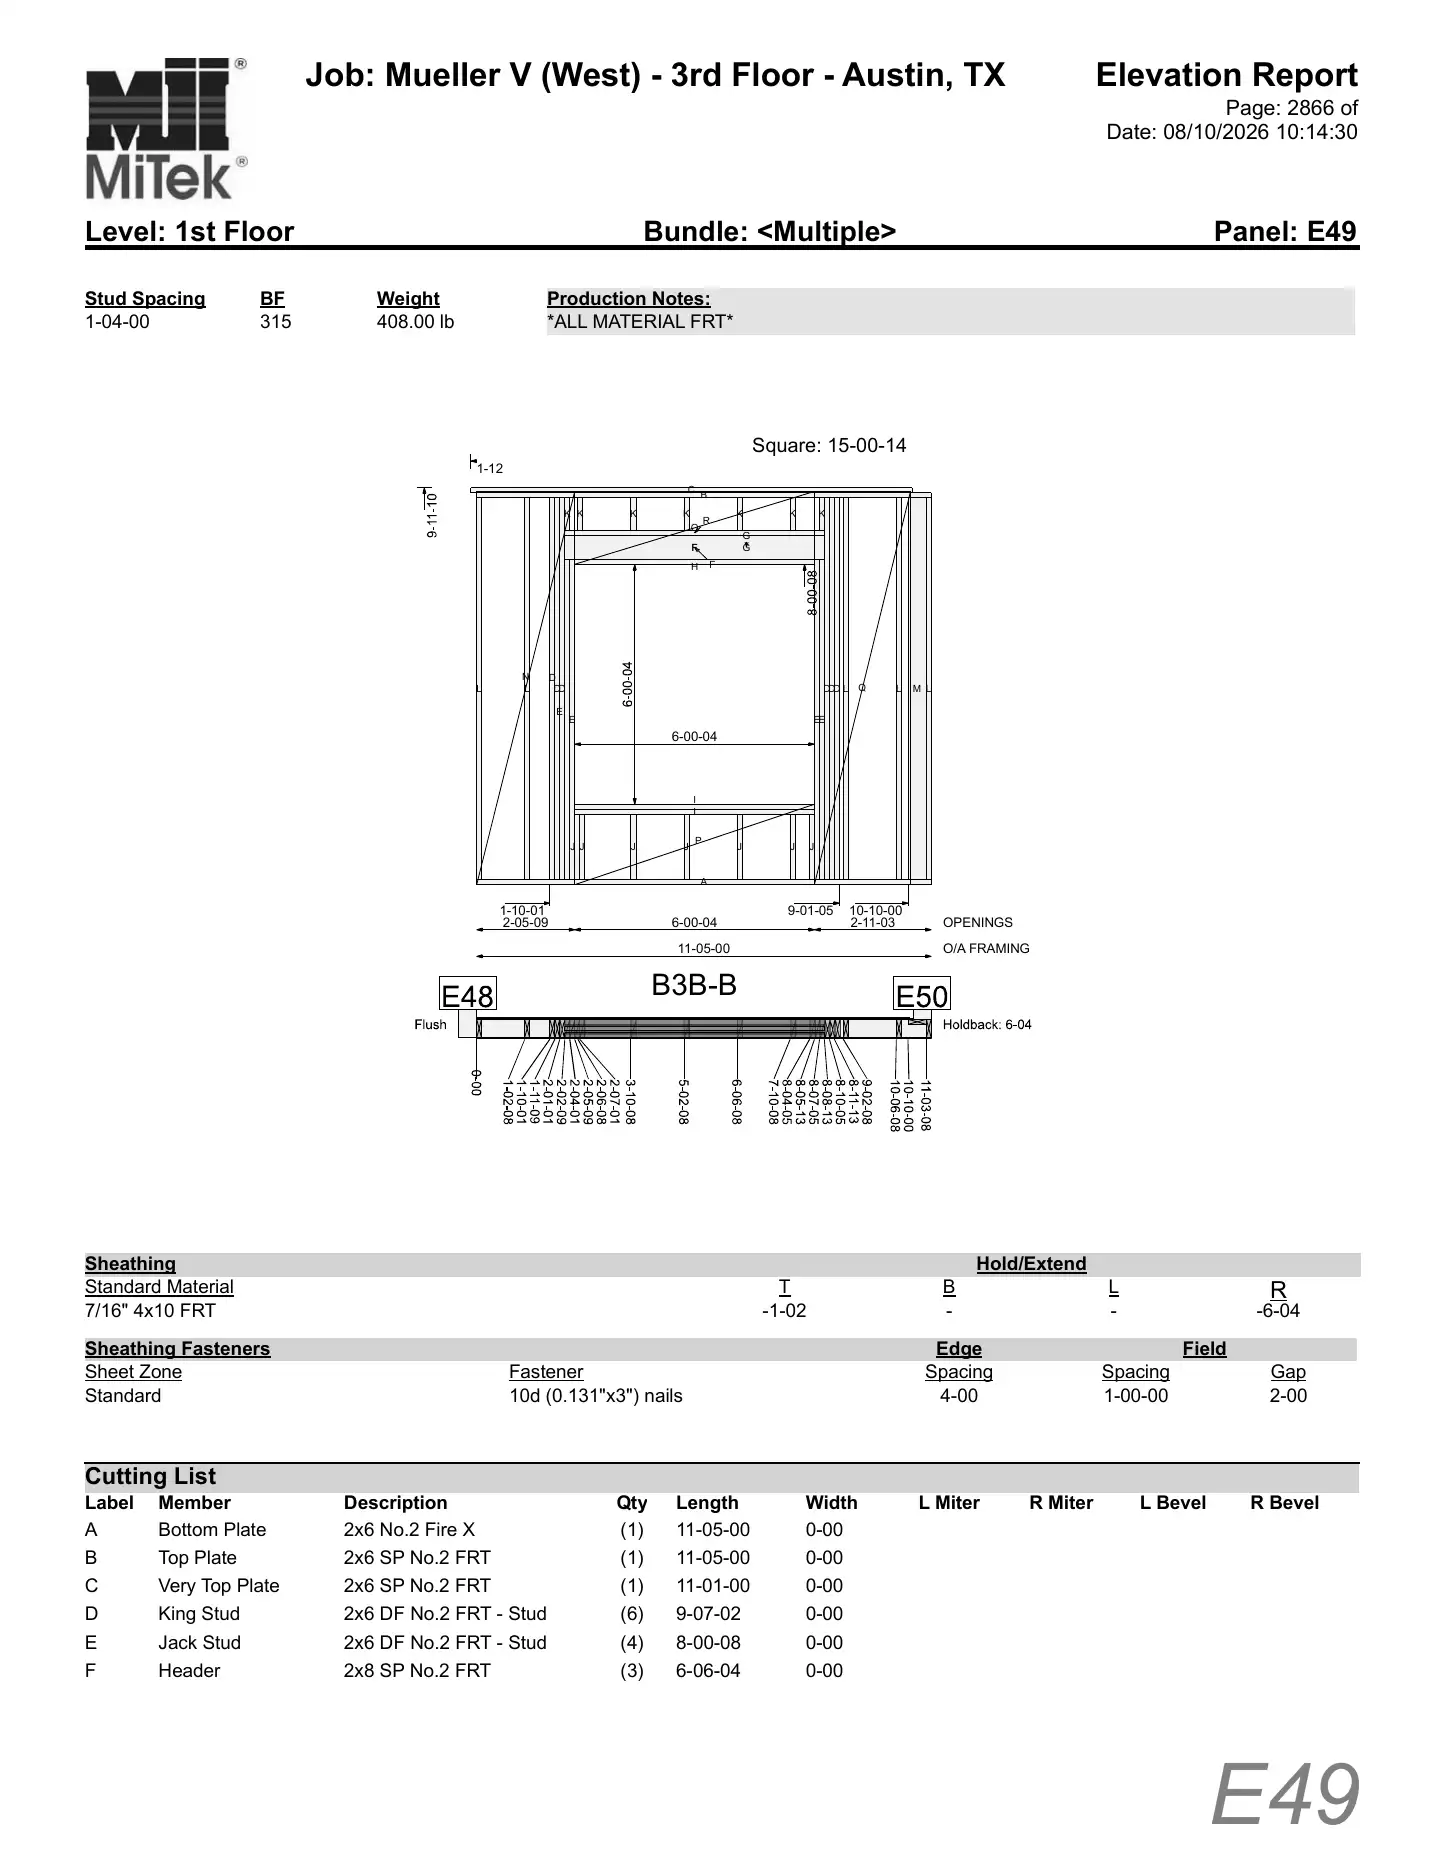 Job: Mueller V (West) - 3rd Floor - Austin, TX
Elevation Report
Page: 2866 of
Date: 08/10/2026 10:14:30
MiTek®
Level: 1st Floor Bundle: <Multiple> Panel: E49
Stud Spacing BF Weight Production Notes:
1-04-00 315 408.00 lb *ALL MATERIAL FRT*
Square: 15-00-14
1-12
9-11-10
C
B
K K K K K K K
R
O
G
F G
H F
8-00-08
6-00-04
N D
L L D D D D D L Q L M L
E
E E E
6-00-04
I
I
P
J J J J J J J
A
1-10-01 9-01-05 10-10-00
2-05-09 6-00-04 2-11-03 OPENINGS
11-05-00 O/A FRAMING
B3B-B
E48 E50
Flush Holdback: 6-04
0-00 1-02-08 1-10-01 1-11-09 2-01-01 2-02-09 2-04-01 2-05-09 2-06-08 2-07-01 3-10-08 5-02-08 6-06-08 7-10-08 8-04-05 8-05-13 8-07-05 8-08-13 8-10-05 8-11-13 9-02-08 10-06-08 10-10-00 11-03-08
Sheathing Hold/Extend
Standard Material T B L R
7/16" 4x10 FRT -1-02 - - -6-04
Sheathing Fasteners Edge Field
Sheet Zone Fastener Spacing Spacing Gap
Standard 10d (0.131"x3") nails 4-00 1-00-00 2-00
Cutting List
Label Member Description Qty Length Width L Miter R Miter L Bevel R Bevel
A Bottom Plate 2x6 No.2 Fire X (1) 11-05-00 0-00
B Top Plate 2x6 SP No.2 FRT (1) 11-05-00 0-00
C Very Top Plate 2x6 SP No.2 FRT (1) 11-01-00 0-00
D King Stud 2x6 DF No.2 FRT - Stud (6) 9-07-02 0-00
E Jack Stud 2x6 DF No.2 FRT - Stud (4) 8-00-08 0-00
F Header 2x8 SP No.2 FRT (3) 6-06-04 0-00
E49